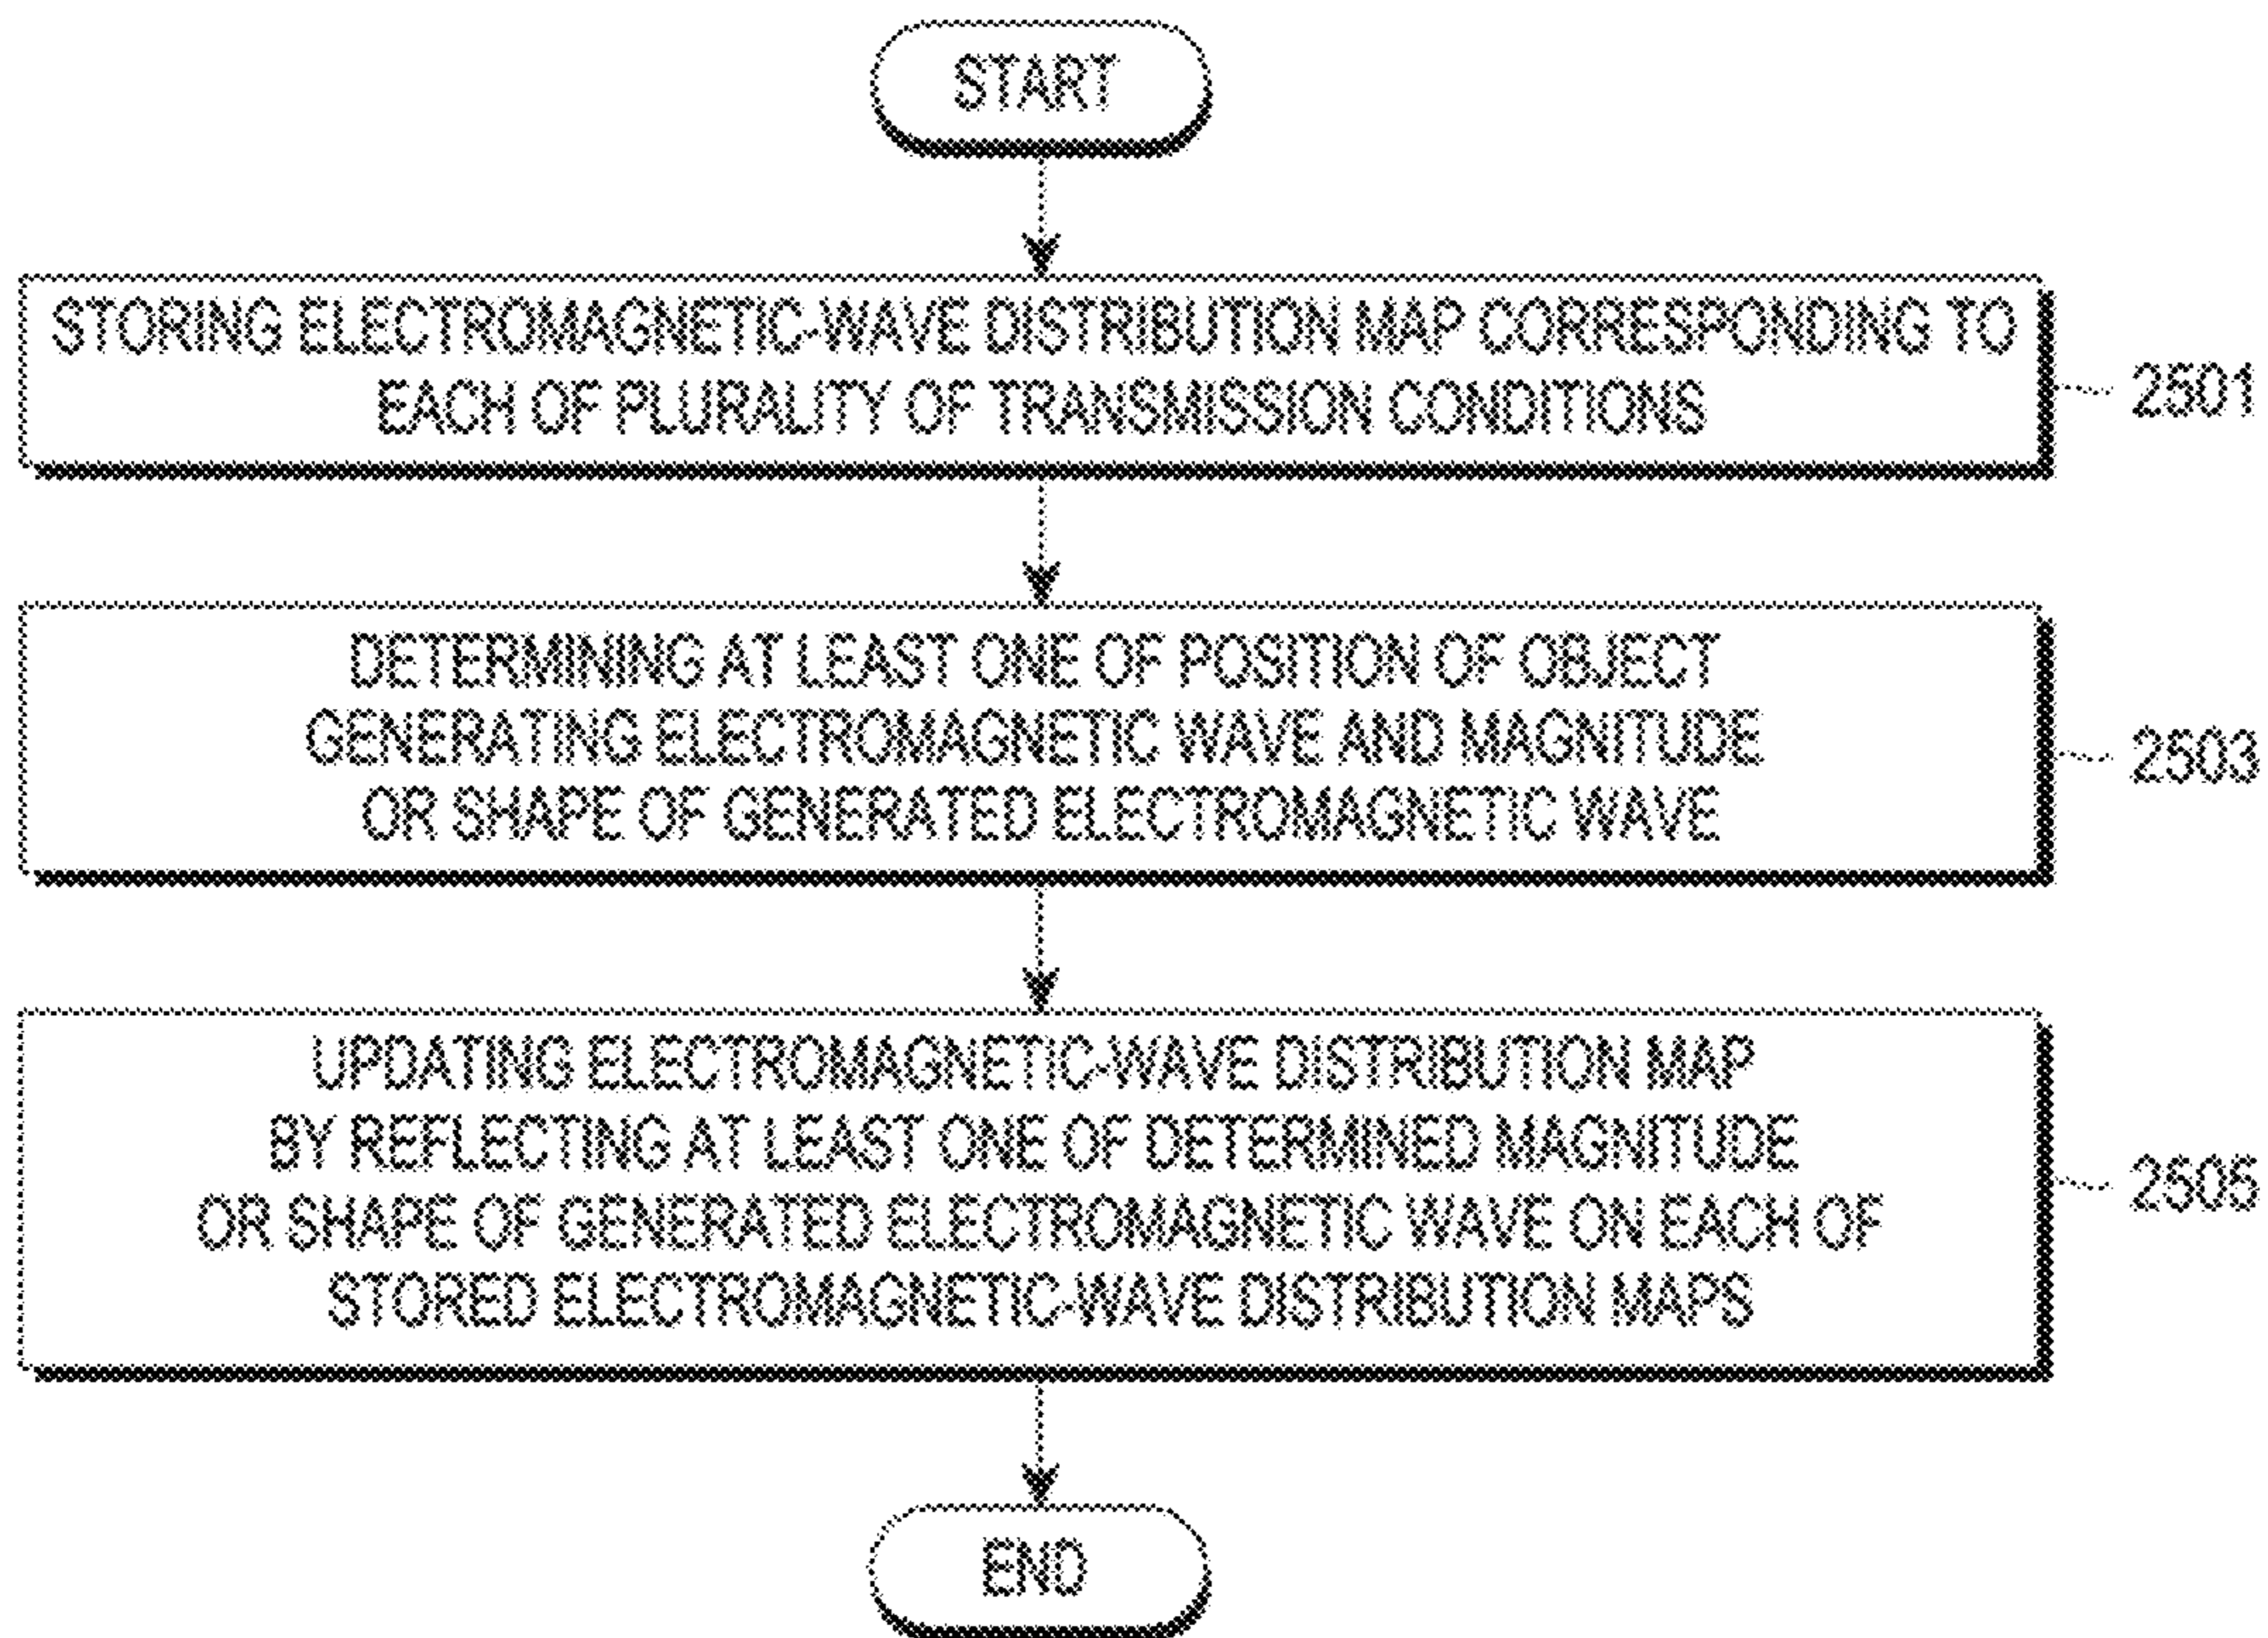 START
STORING ELECTROMAGNETIC-WAVE DISTRIBUTION MAP CORRESPONDING TO
EACH OF PLURALITY OF TRANSMISSION CONDITIONS
2501
DETERMINING AT LEAST ONE OF POSITION OF OBJECT
GENERATING ELECTROMAGNETIC WAVE AND MAGNITUDE
OR SHAPE OF GENERATED ELECTROMAGNETIC WAVE
2503
UPDATING ELECTROMAGNETIC-WAVE DISTRIBUTION MAP
BY REFLECTING AT LEAST ONE OF DETERMINED MAGNITUDE
OR SHAPE OF GENERATED ELECTROMAGNETIC WAVE ON EACH OF
STORED ELECTROMAGNETIC-WAVE DISTRIBUTION MAPS
2505
END